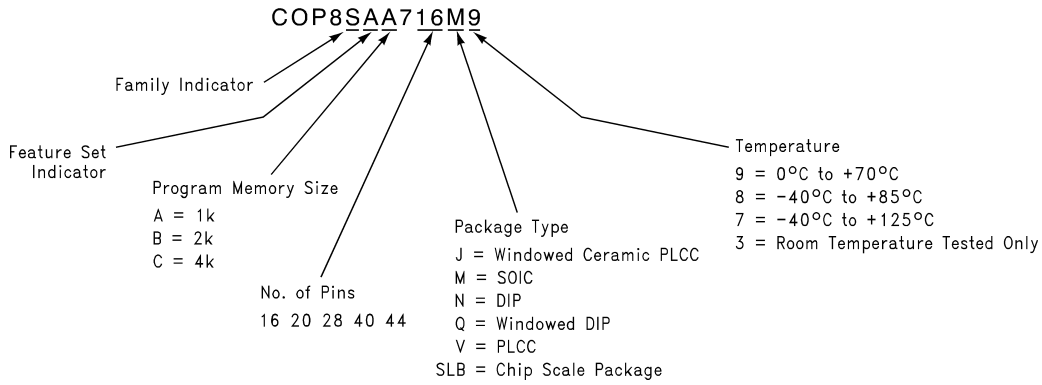 COP8SAA716M9
Family Indicator
Feature Set
Indicator
Program Memory Size
A = 1k
B = 2k
C = 4k
No. of Pins
16 20 28 40 44
Package Type
J = Windowed Ceramic PLCC
M = SOIC
N = DIP
Q = Windowed DIP
V = PLCC
SLB = Chip Scale Package
Temperature
9 = 0°C to +70°C
8 = −40°C to +85°C
7 = −40°C to +125°C
3 = Room Temperature Tested Only